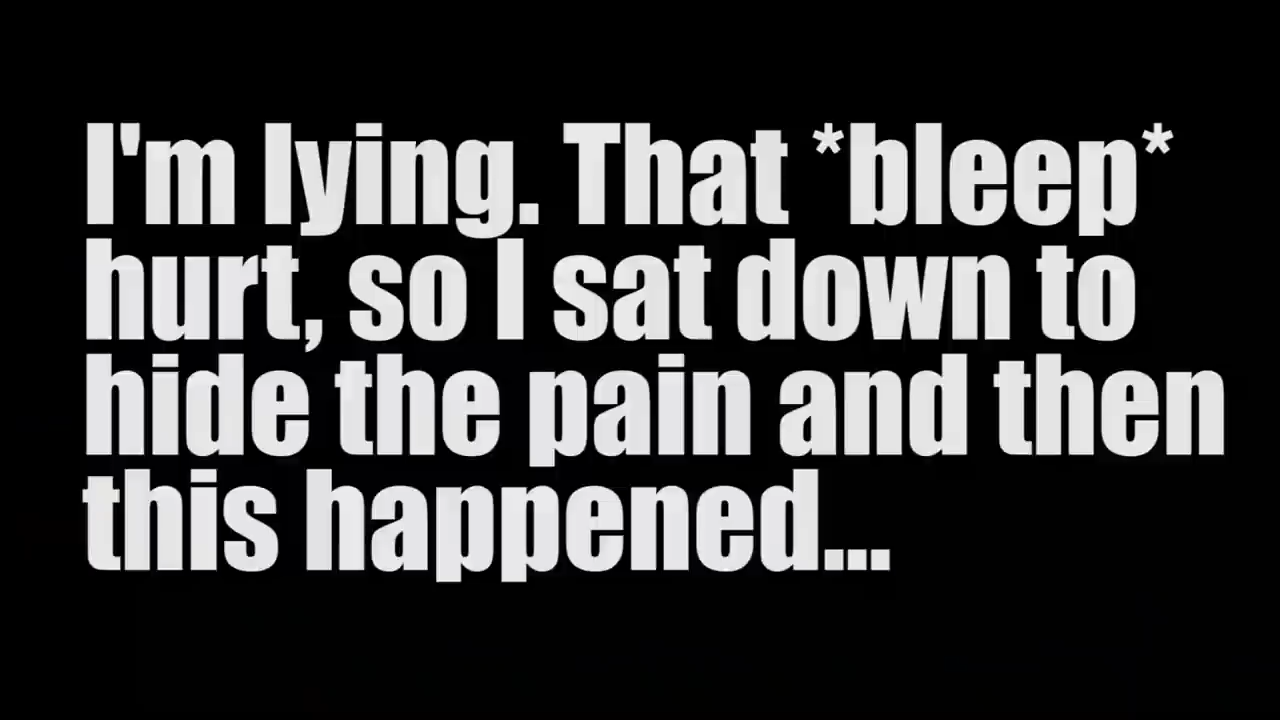 I'm lying. That *bleep*
hurt, so I sat down to
hide the pain and then
this happened...